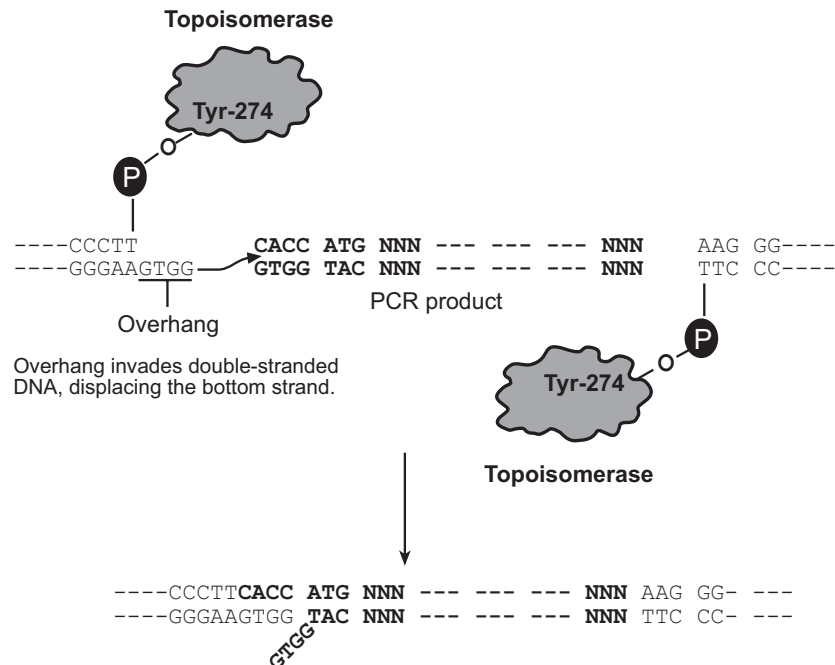 Topoisomerase
Tyr-274
O
P
----CCCTT CACC ATG NNN --- --- --- --- NNN AAG GG----
----GGGAAGTGG GTGG TAC NNN --- --- --- --- NNN TTC CC----
PCR product
Overhang
P
Overhang invades double-stranded
DNA, displacing the bottom strand.
O
Tyr-274
Topoisomerase
----CCCTTCACC ATG NNN --- --- --- --- NNN AAG GG- ---
----GGGAAGTGG TAC NNN --- --- --- --- NNN TTC CC- ---
GTGG